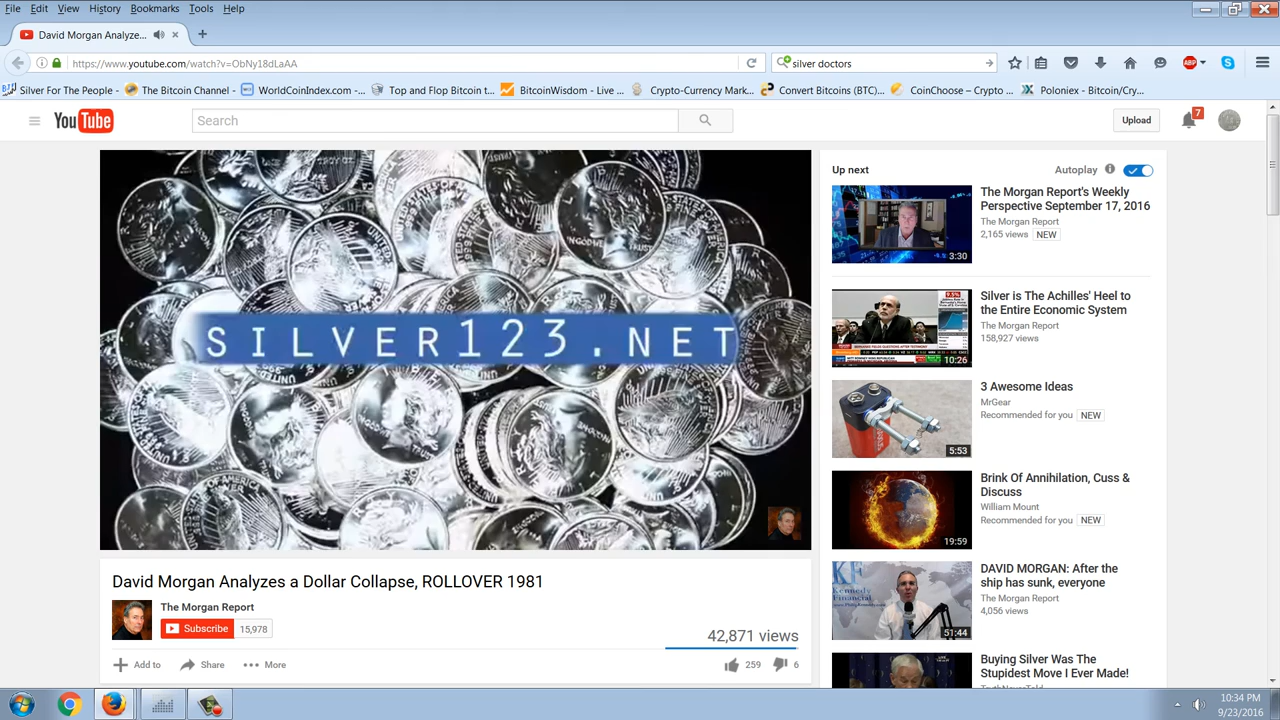 File Edit View History Bookmarks Tools Help
David Morgan Analyze...
https://www.youtube.com/watch?v=ObNy18dLaAA
silver doctors
ABP
Silver For The People - The Bitcoin Channel - WorldCoinIndex.com -... Top and Flop Bitcoin t... BitcoinWisdom - Live ... Crypto-Currency Mark... Convert Bitcoins (BTC)... CoinChoose – Crypto ... Poloniex - Bitcoin/Cry...
YouTube
Search
Upload
7
SILVER123.NET
David Morgan Analyzes a Dollar Collapse, ROLLOVER 1981
The Morgan Report
Subscribe 15,978
42,871 views
Add to Share More
259 6
Up next
Autoplay
The Morgan Report's Weekly
Perspective September 17, 2016
The Morgan Report
2,165 views NEW
3:30
Silver is The Achilles' Heel to
the Entire Economic System
The Morgan Report
158,927 views
10:26
3 Awesome Ideas
MrGear
Recommended for you NEW
5:53
Brink Of Annihilation, Cuss &
Discuss
William Mount
Recommended for you NEW
19:59
DAVID MORGAN: After the
ship has sunk, everyone
The Morgan Report
4,056 views
51:44
Buying Silver Was The
Stupidest Move I Ever Made!
TruthNeverTold
10:34 PM
9/23/2016